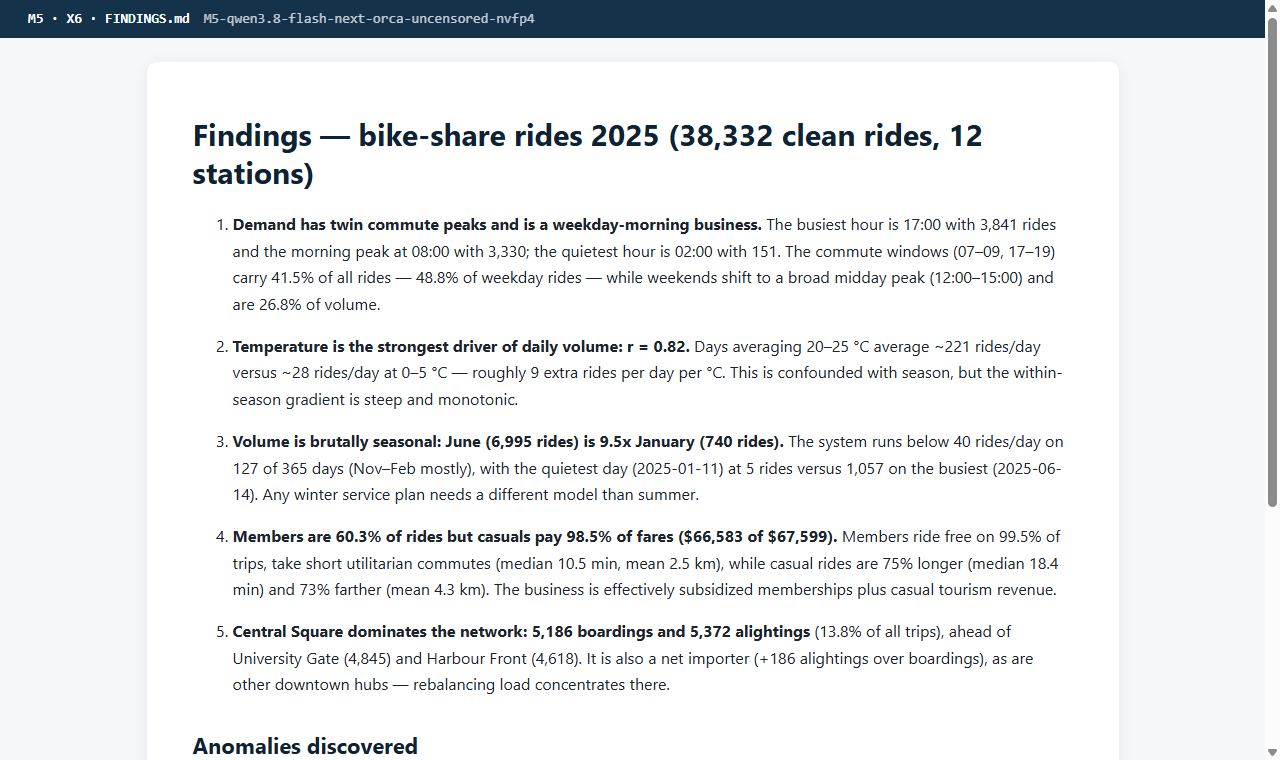 M5 · X6 · FINDINGS.md M5-qwen3.8-flash-next-orca-uncensored-nvfp4
Findings — bike-share rides 2025 (38,332 clean rides, 12
stations)
1. Demand has twin commute peaks and is a weekday-morning business. The busiest hour is 17:00 with 3,841 rides
and the morning peak at 08:00 with 3,330; the quietest hour is 02:00 with 151. The commute windows (07–09, 17–19)
carry 41.5% of all rides — 48.8% of weekday rides — while weekends shift to a broad midday peak (12:00–15:00) and
are 26.8% of volume.
2. Temperature is the strongest driver of daily volume: r = 0.82. Days averaging 20–25 °C average ~221 rides/day
versus ~28 rides/day at 0–5 °C — roughly 9 extra rides per day per °C. This is confounded with season, but the within-
season gradient is steep and monotonic.
3. Volume is brutally seasonal: June (6,995 rides) is 9.5x January (740 rides). The system runs below 40 rides/day on
127 of 365 days (Nov–Feb mostly), with the quietest day (2025-01-11) at 5 rides versus 1,057 on the busiest (2025-06-
14). Any winter service plan needs a different model than summer.
4. Members are 60.3% of rides but casuals pay 98.5% of fares ($66,583 of $67,599). Members ride free on 99.5% of
trips, take short utilitarian commutes (median 10.5 min, mean 2.5 km), while casual rides are 75% longer (median 18.4
min) and 73% farther (mean 4.3 km). The business is effectively subsidized memberships plus casual tourism revenue.
5. Central Square dominates the network: 5,186 boardings and 5,372 alightings (13.8% of all trips), ahead of
University Gate (4,845) and Harbour Front (4,618). It is also a net importer (+186 alightings over boardings), as are
other downtown hubs — rebalancing load concentrates there.
Anomalies discovered